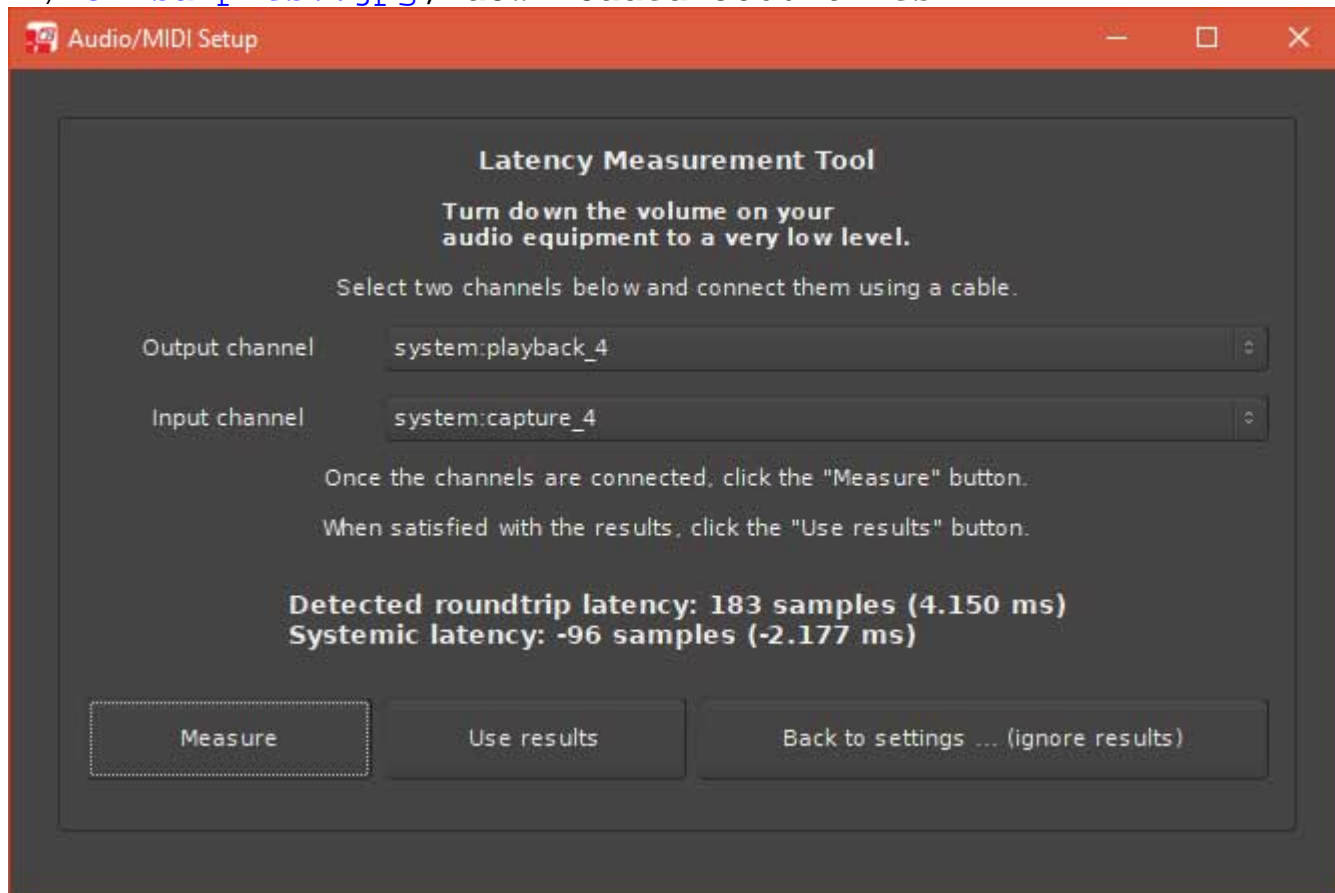 Audio/MIDI Setup
Latency Measurement Tool
Turn down the volume on your
audio equipment to a very low level.
Select two channels below and connect them using a cable.
Output channel system:playback_4
Input channel system:capture_4
Once the channels are connected, click the "Measure" button.
When satisfied with the results, click the "Use results" button.
Detected roundtrip latency: 183 samples (4.150 ms)
Systemic latency: -96 samples (-2.177 ms)
Measure Use results Back to settings ... (ignore results)